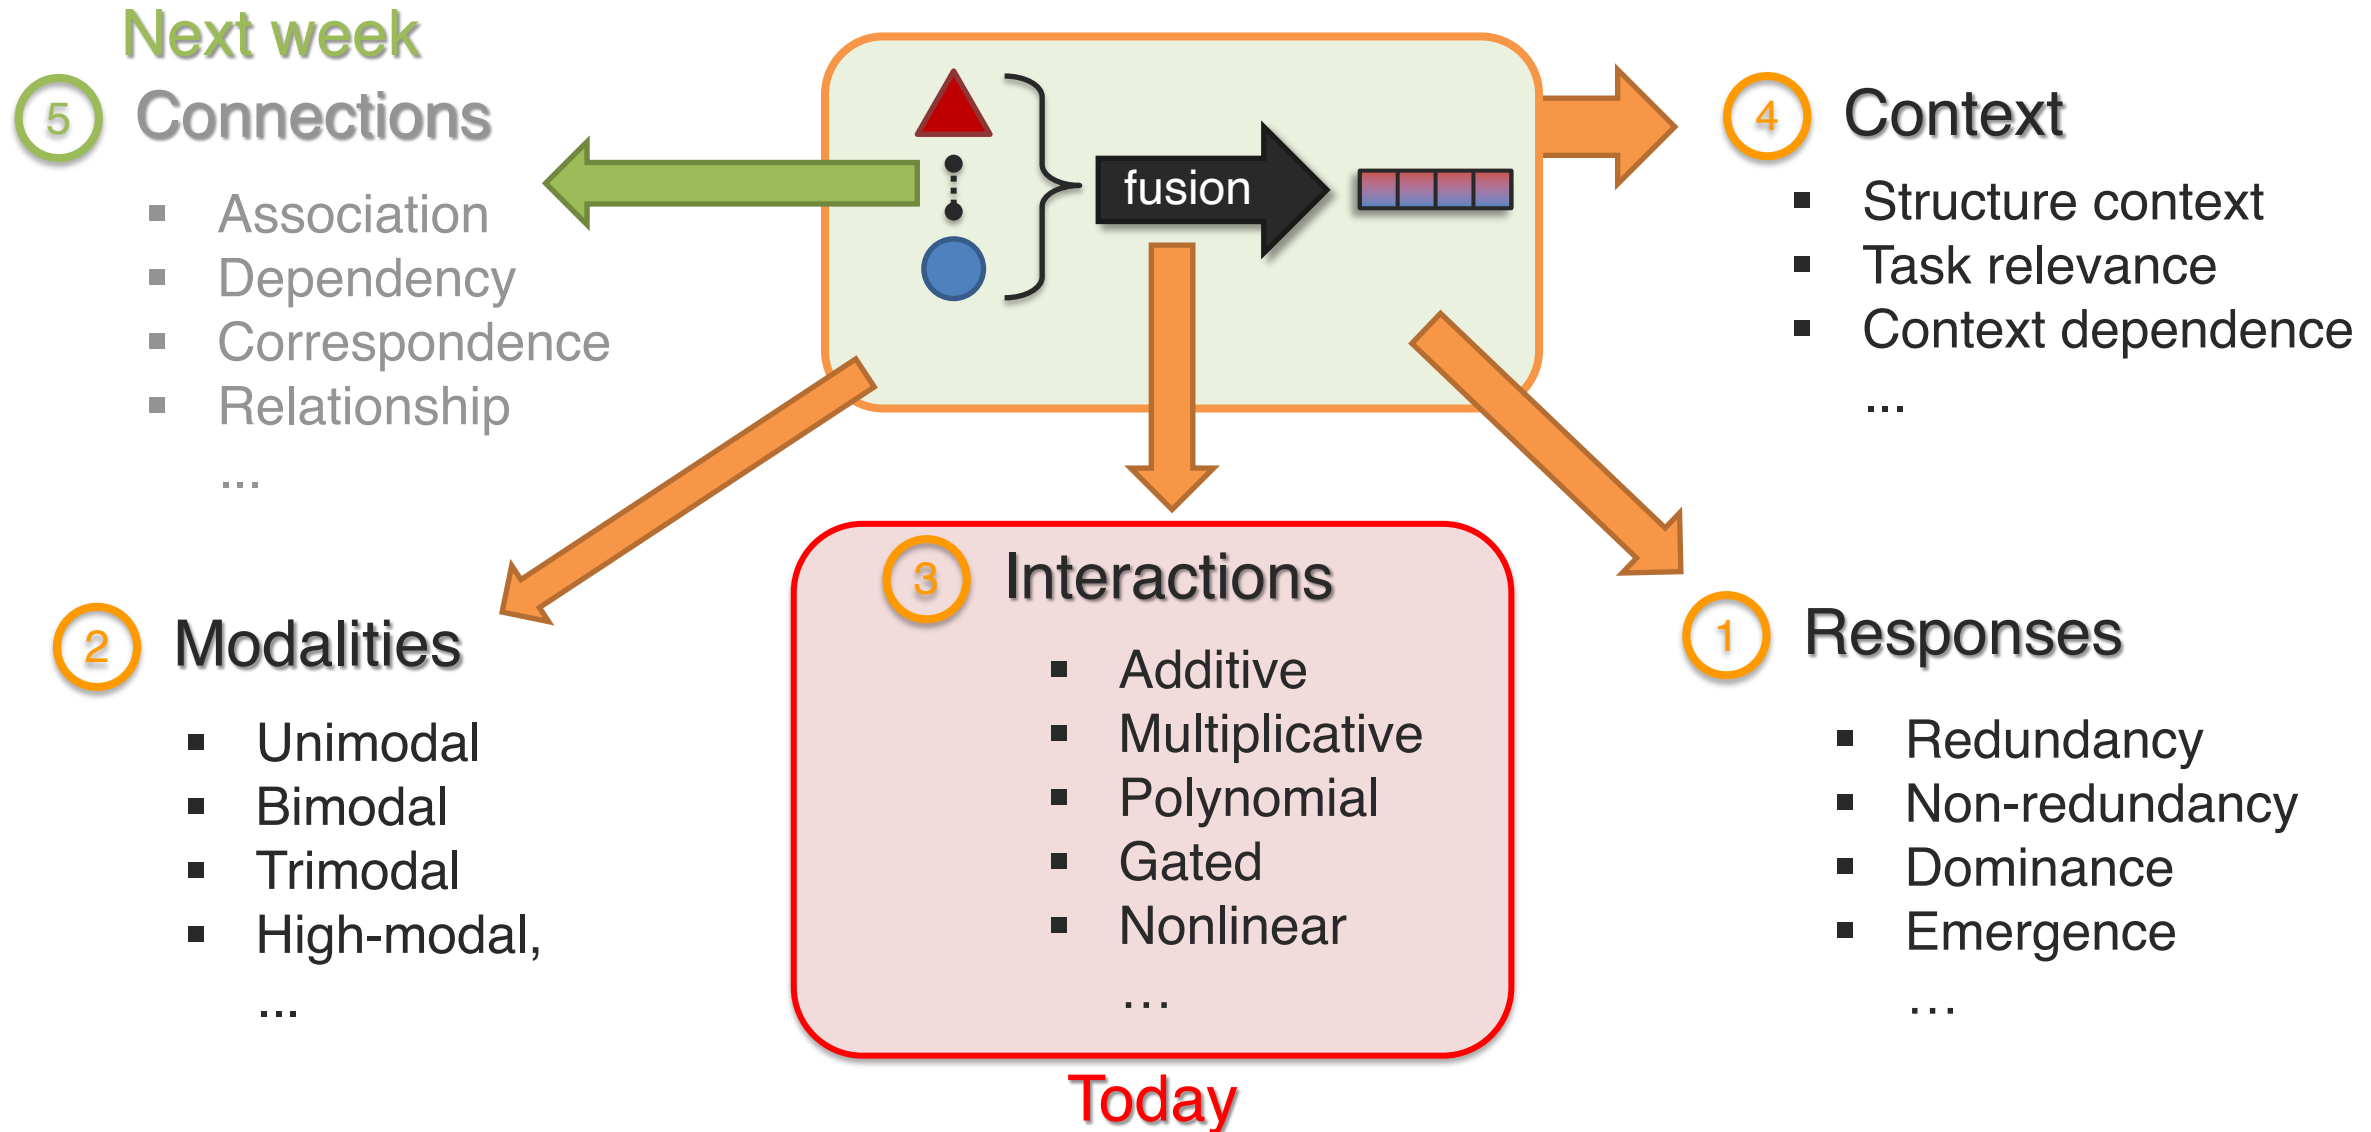 Next week
5 Connections
▪ Association
▪ Dependency
▪ Correspondence
▪ Relationship
...
fusion
4 Context
▪ Structure context
▪ Task relevance
▪ Context dependence
...
2 Modalities
▪ Unimodal
▪ Bimodal
▪ Trimodal
▪ High-modal,
...
3 Interactions
▪ Additive
▪ Multiplicative
▪ Polynomial
▪ Gated
▪ Nonlinear
...
Today
1 Responses
▪ Redundancy
▪ Non-redundancy
▪ Dominance
▪ Emergence
...